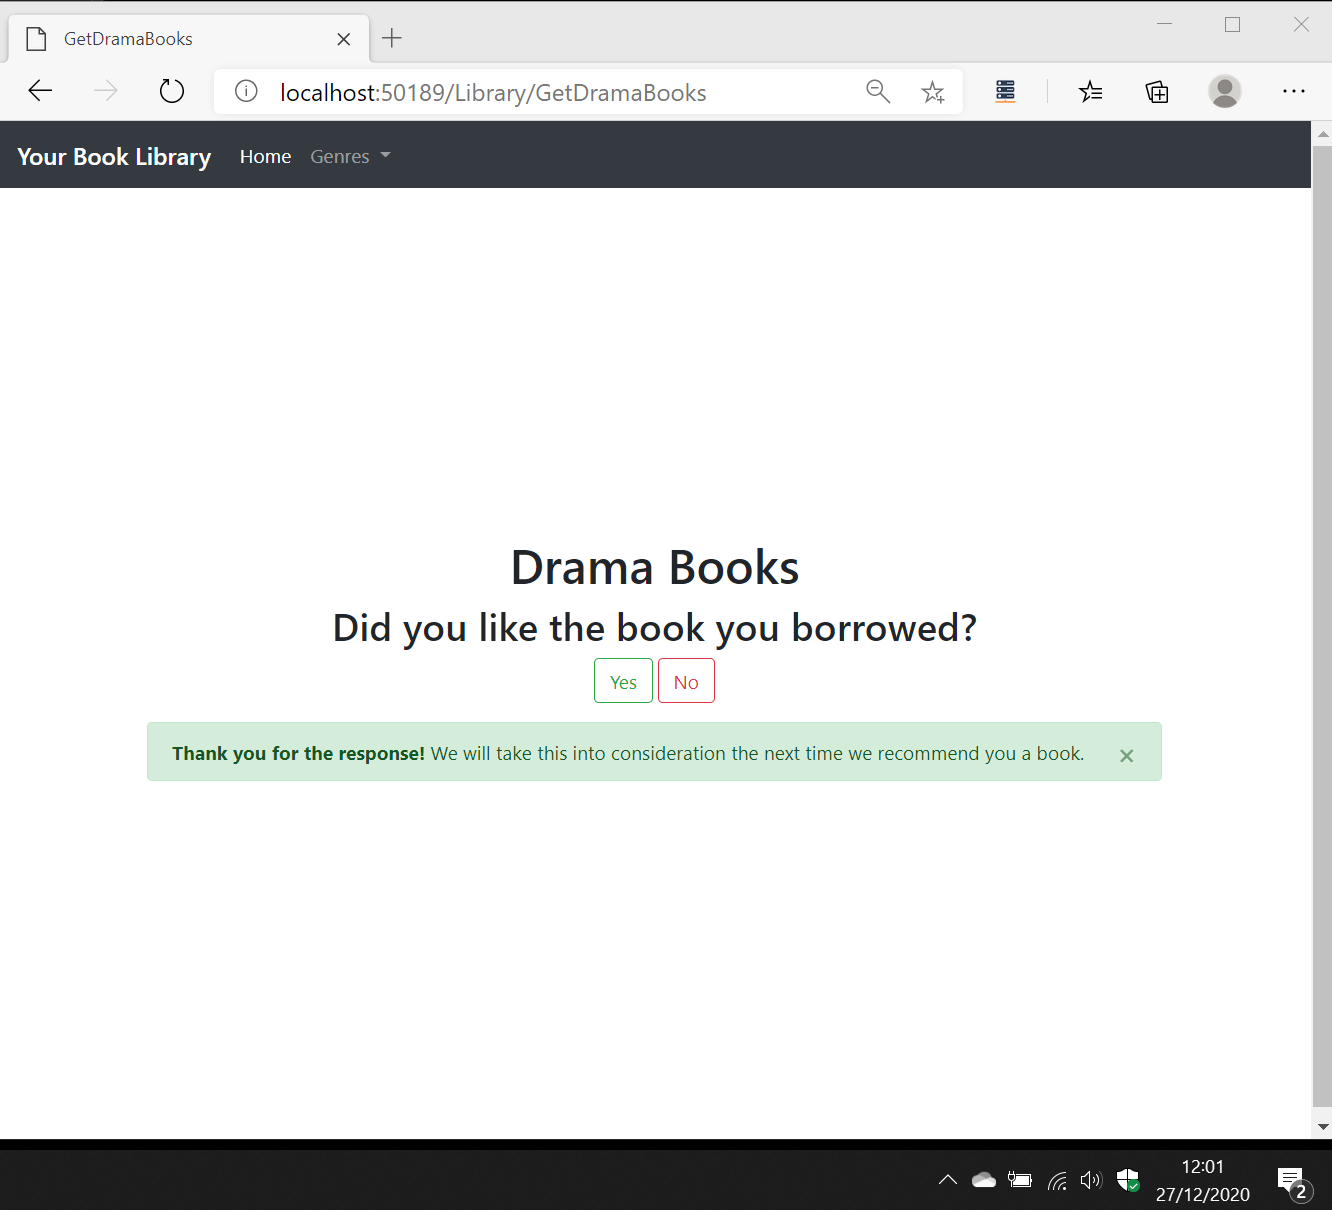 GetDramaBooks
localhost:50189/Library/GetDramaBooks
Your Book Library Home Genres
Drama Books
Did you like the book you borrowed?
Yes No
Thank you for the response! We will take this into consideration the next time we recommend you a book. ×
12:01
27/12/2020
2